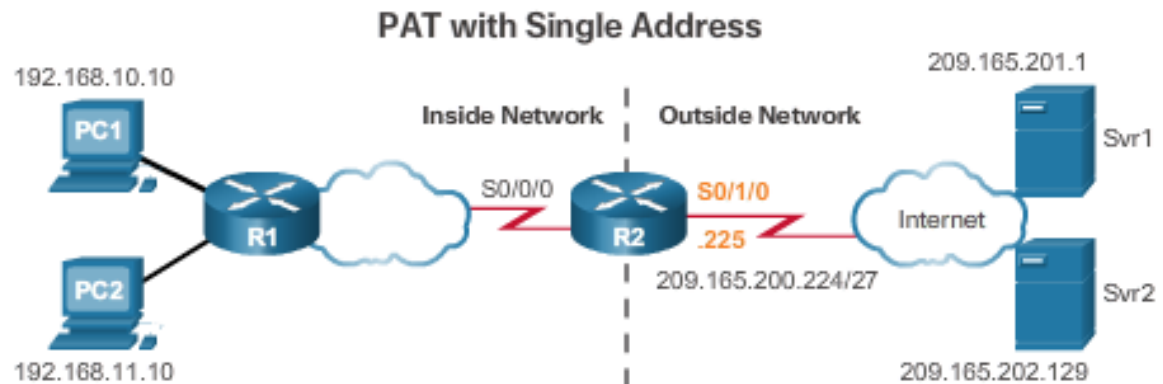 PAT with Single Address
192.168.10.10
209.165.201.1
Inside Network
Outside Network
PC1
Svr1
S0/0/0
S0/1/0
R1
R2
Internet
.225
209.165.200.224/27
PC2
Svr2
192.168.11.10
209.165.202.129